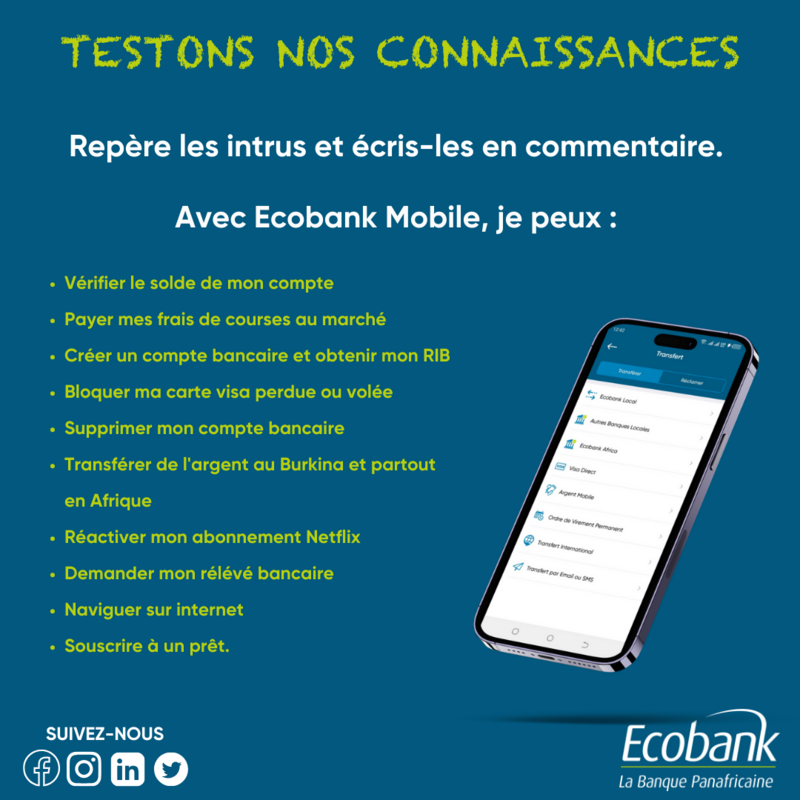 TESTONS NOS CONNAISSANCES
Repère les intrus et écris-les en commentaire.
Avec Ecobank Mobile, je peux :
• Vérifier le solde de mon compte
• Payer mes frais de courses au marché
• Créer un compte bancaire et obtenir mon RIB
• Bloquer ma carte visa perdue ou volée
• Supprimer mon compte bancaire
• Transférer de l'argent au Burkina et partout
en Afrique
• Réactiver mon abonnement Netflix
• Demander mon rélévé bancaire
• Naviguer sur internet
• Souscrire à un prêt.
12:42
Transfert
Transférer
Réclamer
Ecobank Local
Autres Banques Locales
Ecobank Africa
VISA
Visa Direct
Argent Mobile
Ordre de Virement Permanent
Transfert International
Transfert par Email ou SMS
SUIVEZ-NOUS
Ecobank
La Banque Panafricaine